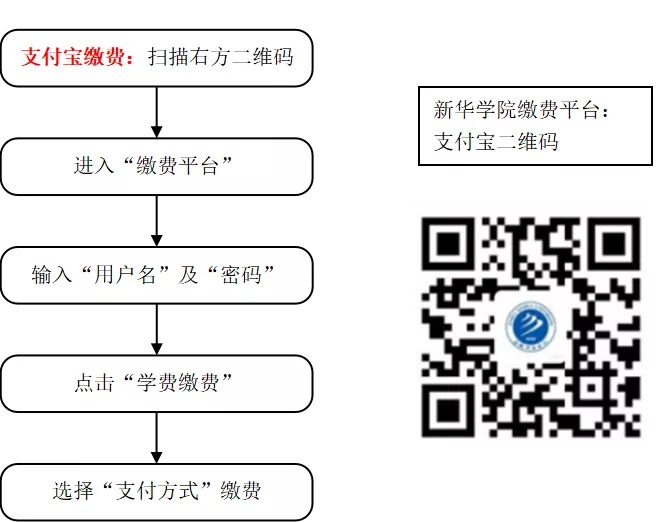 支付宝缴费：扫描右方二维码
进入“缴费平台”
输入“用户名”及“密码”
点击“学费缴费”
选择“支付方式”缴费
新华学院缴费平台：
支付宝二维码